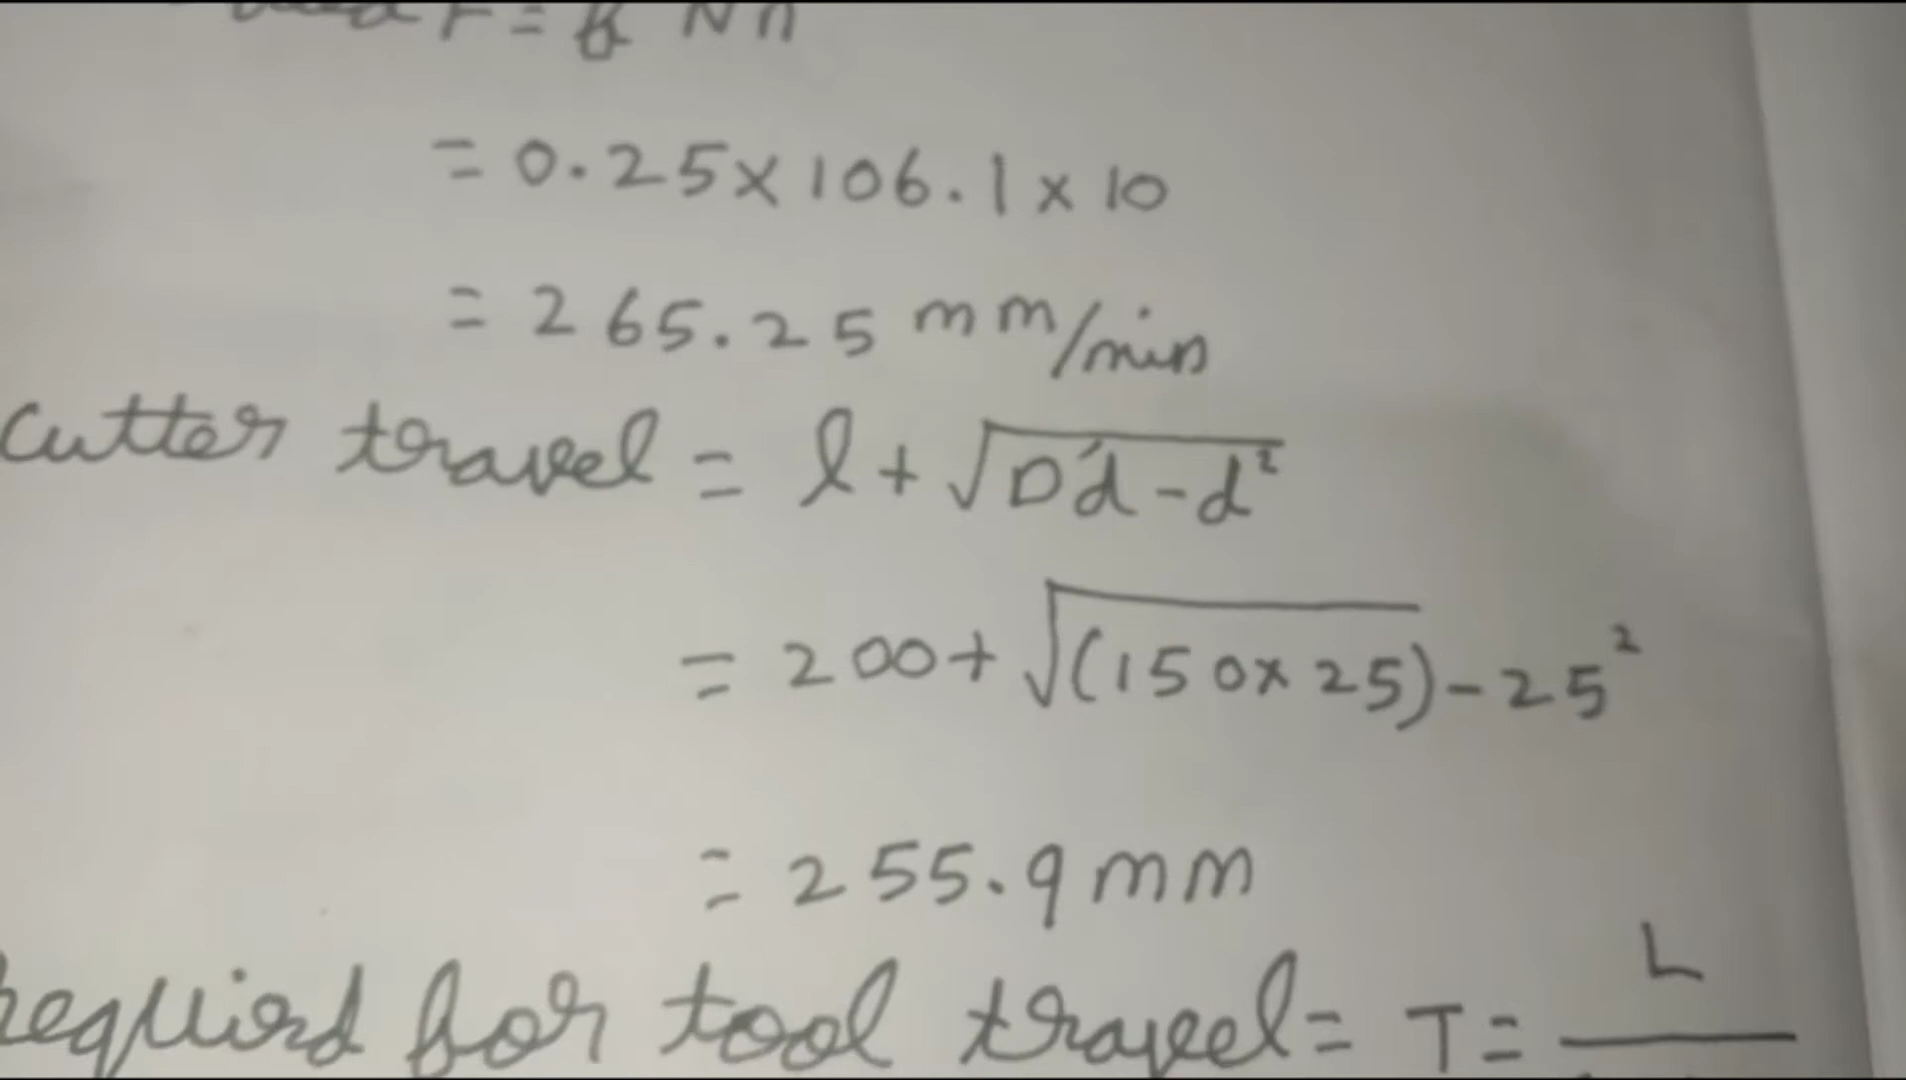 F = f N n
= 0.25 x 106.1 x 10
= 265.25 mm/min
Cutter travel = l + √Dd - d²
= 200 + √(150 x 25) - 25²
= 255.9 mm
requierd for tool travel = T = L